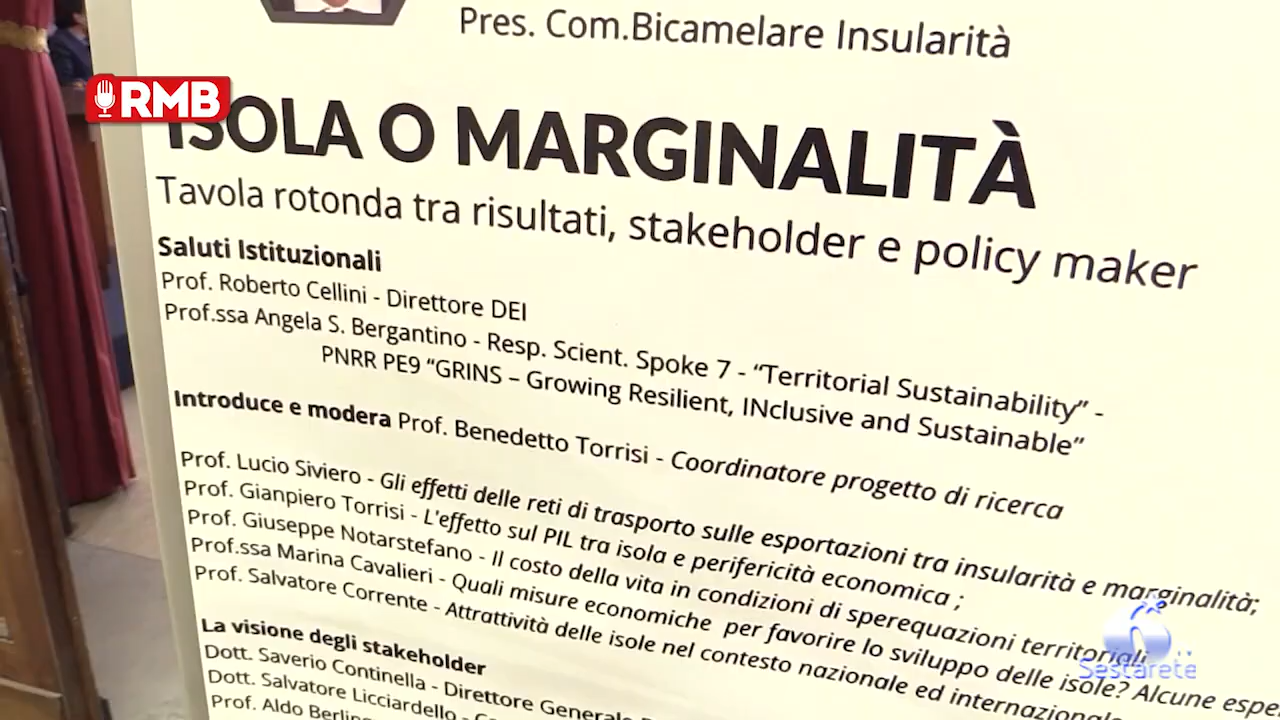 Pres. Com.Bicamelare Insularità
RMB
ISOLA O MARGINALITÀ
Tavola rotonda tra risultati, stakeholder e policy maker
Saluti Istituzionali
Prof. Roberto Cellini - Direttore DEI
Prof.ssa Angela S. Bergantino - Resp. Scient. Spoke 7 - “Territorial Sustainability” -
PNRR PE9 “GRINS – Growing Resilient, INclusive and Sustainable”
Introduce e modera Prof. Benedetto Torrisi - Coordinatore progetto di ricerca
Prof. Lucio Siviero - Gli effetti delle reti di trasporto sulle esportazioni tra insularità e marginalità;
Prof. Gianpiero Torrisi - L'effetto sul PIL tra isola e perifericità economica ;
Prof. Giuseppe Notarstefano - Il costo della vita in condizioni di sperequazioni territoriali
Prof.ssa Marina Cavalieri - Quali misure economiche per favorire lo sviluppo delle isole? Alcune
Prof. Salvatore Corrente - Attrattività delle isole nel contesto nazionale ed internazionale
La visione degli stakeholder
Dott. Saverio Continella - Direttore Generale
Dott. Salvatore Licciardello -
Prof. Aldo
Sestarete